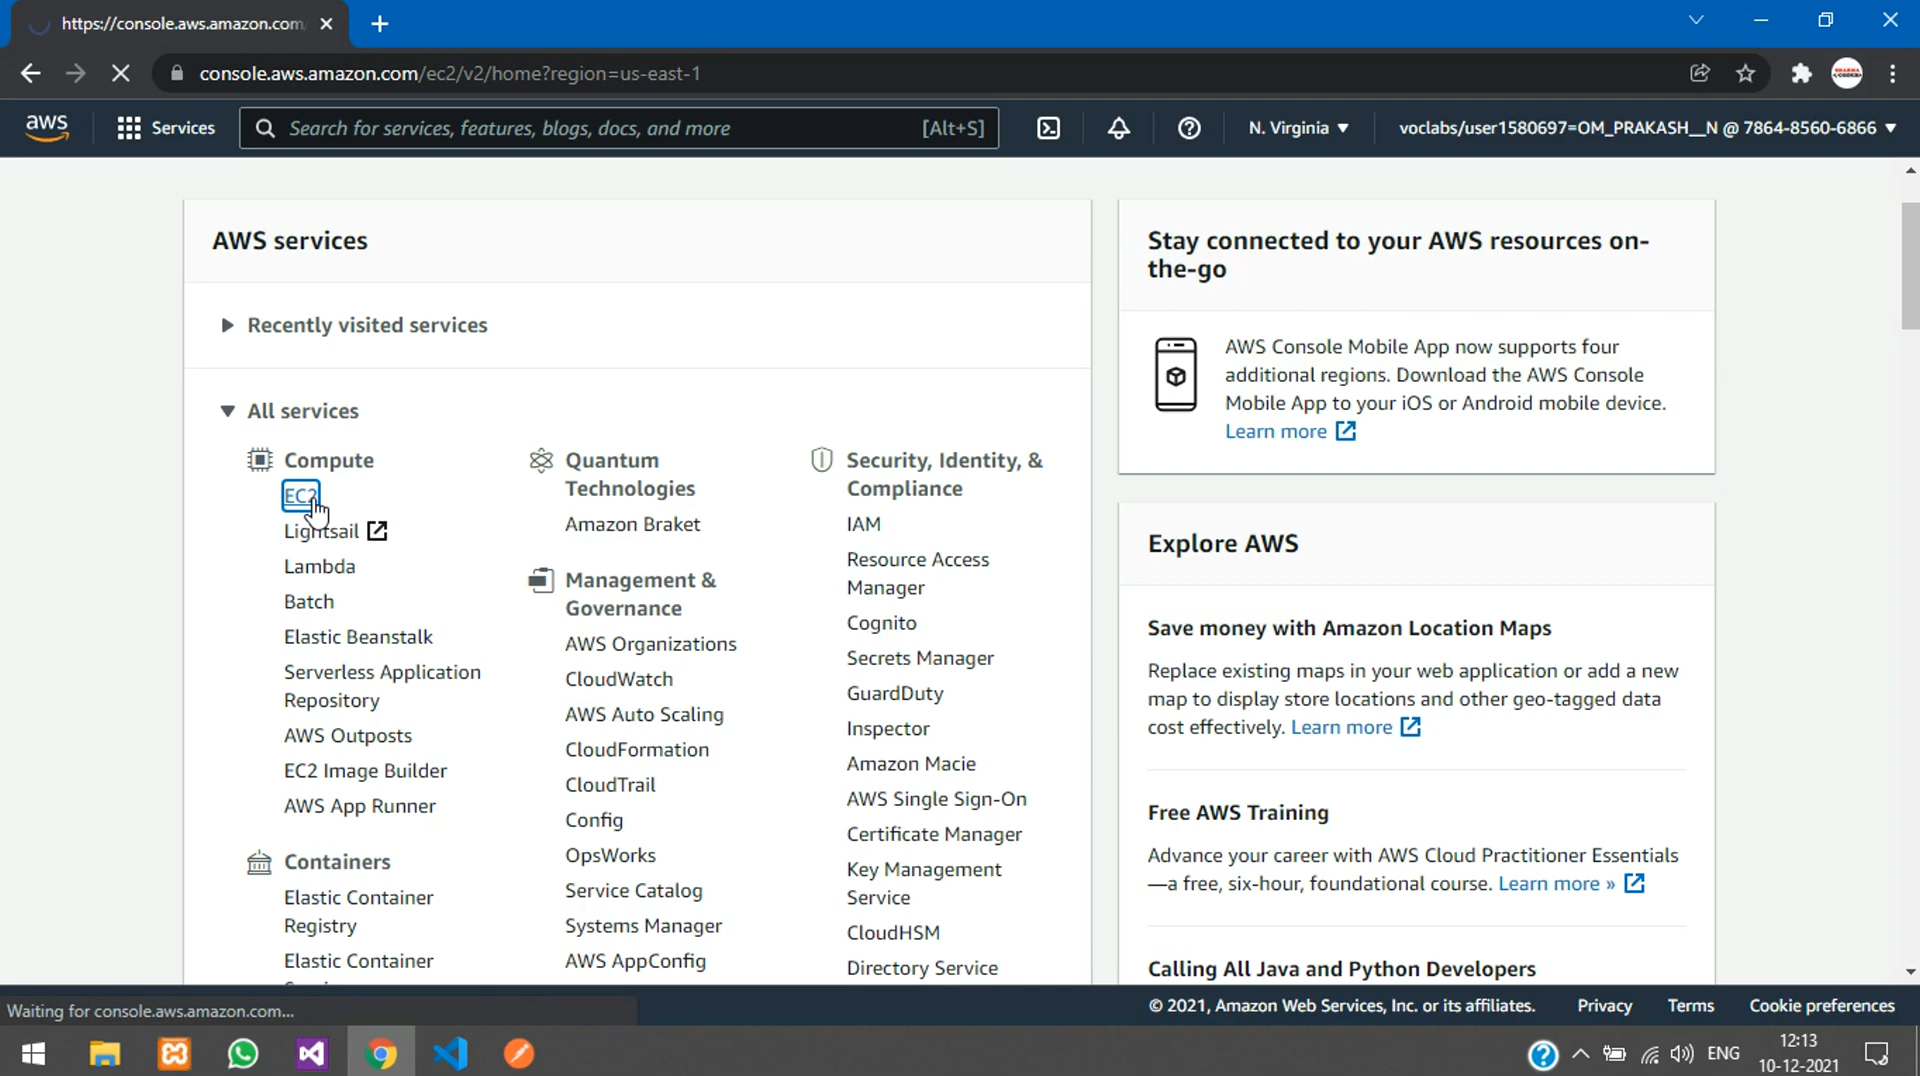 https://console.aws.amazon.com
console.aws.amazon.com/ec2/v2/home?region=us-east-1
aws
Services
Search for services, features, blogs, docs, and more
[Alt+S]
N. Virginia
voclabs/user1580697=OM_PRAKASH__N @ 7864-8560-6866
AWS services
Recently visited services
All services
Compute
EC2
Lightsail
Lambda
Batch
Elastic Beanstalk
Serverless Application
Repository
AWS Outposts
EC2 Image Builder
AWS App Runner
Containers
Elastic Container
Registry
Elastic Container
Quantum
Technologies
Amazon Braket
Management &
Governance
AWS Organizations
CloudWatch
AWS Auto Scaling
CloudFormation
CloudTrail
Config
OpsWorks
Service Catalog
Systems Manager
AWS AppConfig
Security, Identity, &
Compliance
IAM
Resource Access
Manager
Cognito
Secrets Manager
GuardDuty
Inspector
Amazon Macie
AWS Single Sign-On
Certificate Manager
Key Management
Service
CloudHSM
Directory Service
Stay connected to your AWS resources on-
the-go
AWS Console Mobile App now supports four
additional regions. Download the AWS Console
Mobile App to your iOS or Android mobile device.
Learn more
Explore AWS
Save money with Amazon Location Maps
Replace existing maps in your web application or add a new
map to display store locations and other geo-tagged data
cost effectively. Learn more
Free AWS Training
Advance your career with AWS Cloud Practitioner Essentials
—a free, six-hour, foundational course. Learn more »
Calling All Java and Python Developers
Waiting for console.aws.amazon.com...
© 2021, Amazon Web Services, Inc. or its affiliates.
Privacy
Terms
Cookie preferences
ENG
12:13
10-12-2021